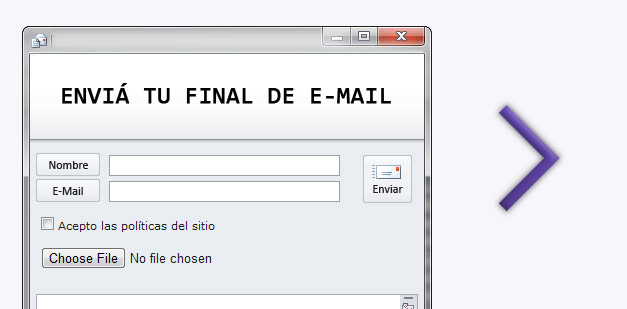 ENVIÁ TU FINAL DE E-MAIL
Nombre
E-Mail
Enviar
Acepto las políticas del sitio
Choose File No file chosen